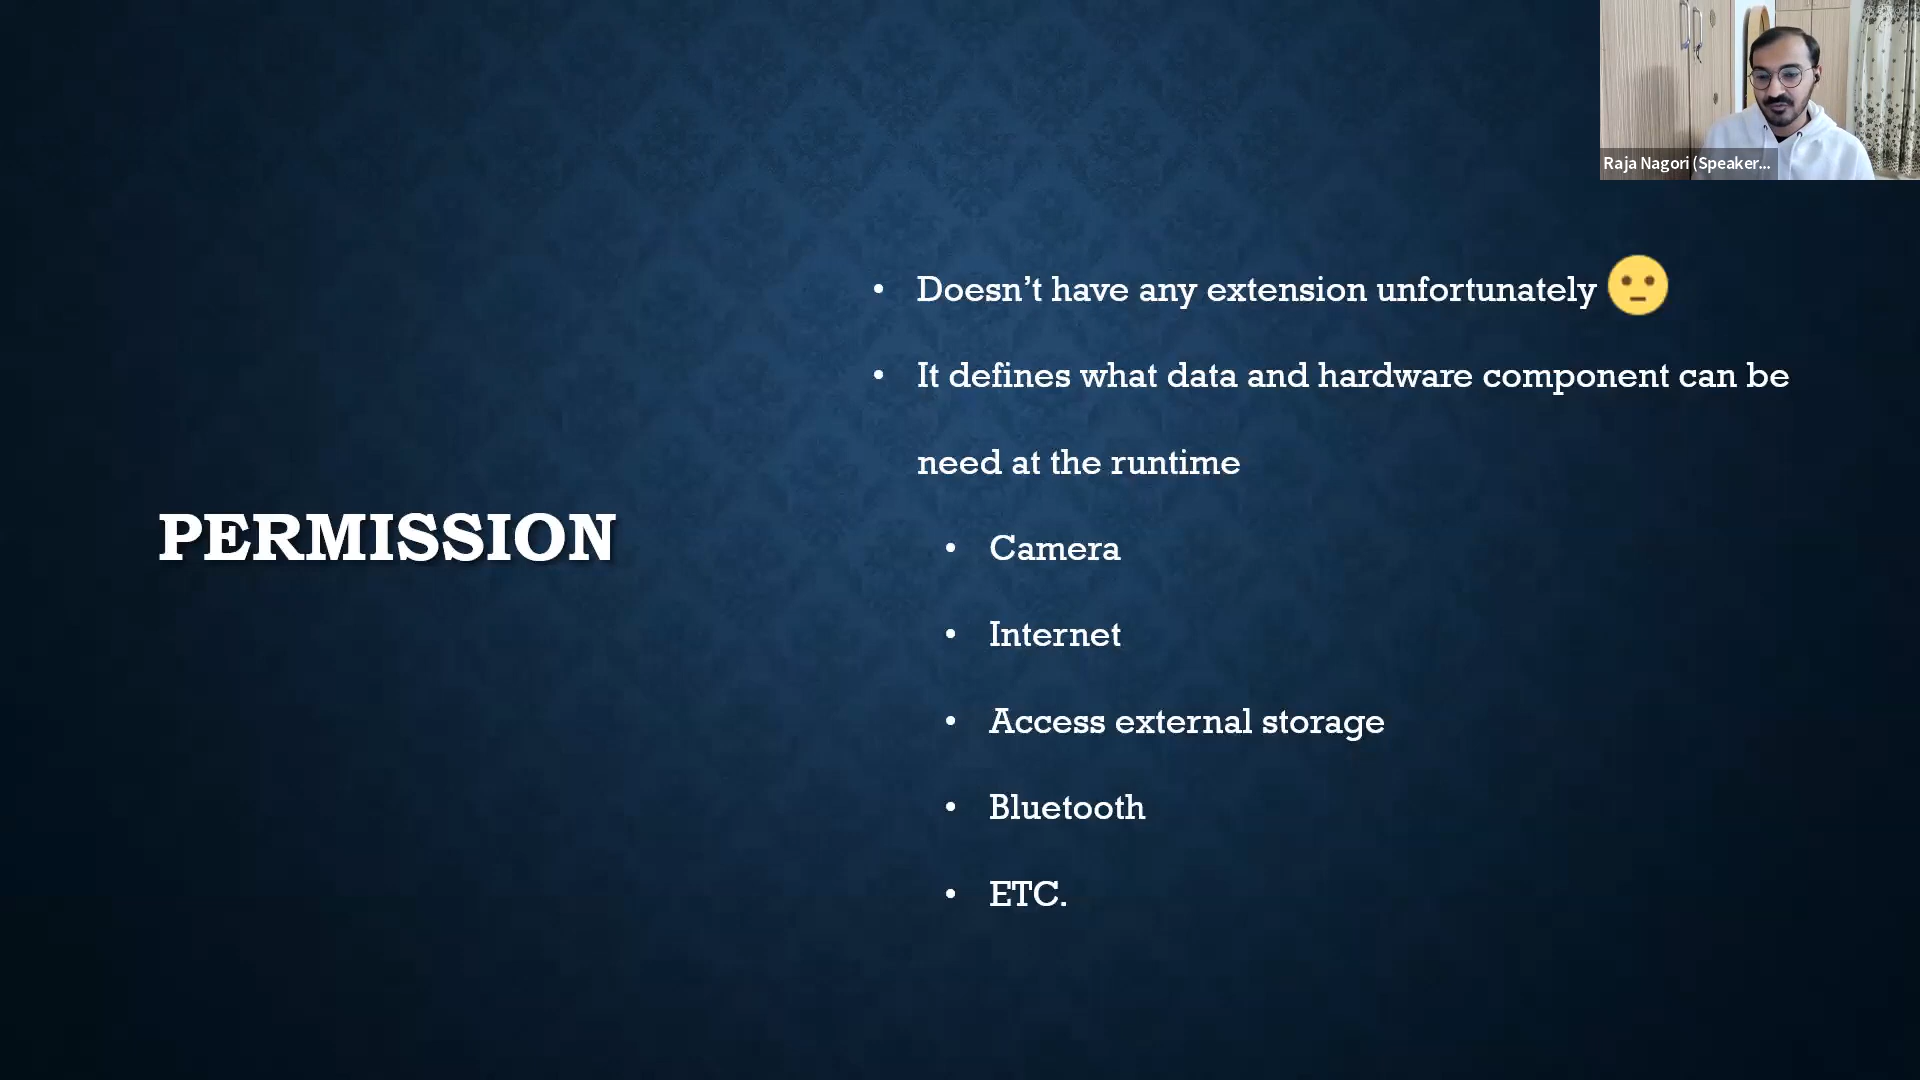 Raja Nagori (Speaker...
• Doesn’t have any extension unfortunately 😐
• It defines what data and hardware component can be
need at the runtime
PERMISSION
• Camera
• Internet
• Access external storage
• Bluetooth
• ETC.